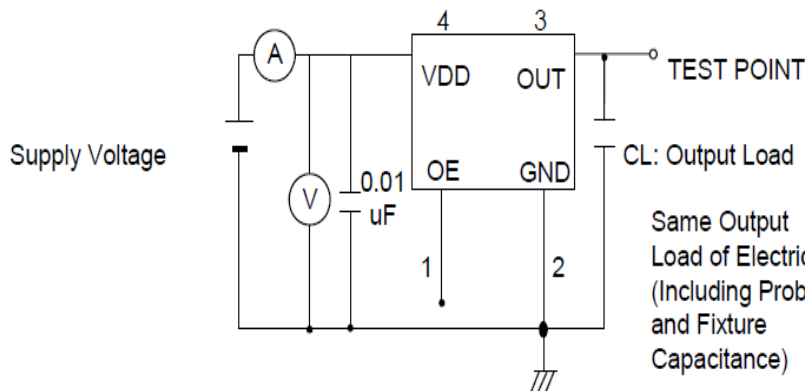 4
3
A
VDD
OUT
TEST POINT
Supply Voltage
CL: Output Load
OE
GND
V
0.01
uF
1
2
Same Output
Load of Electric
(Including Prob
and Fixture
Capacitance)